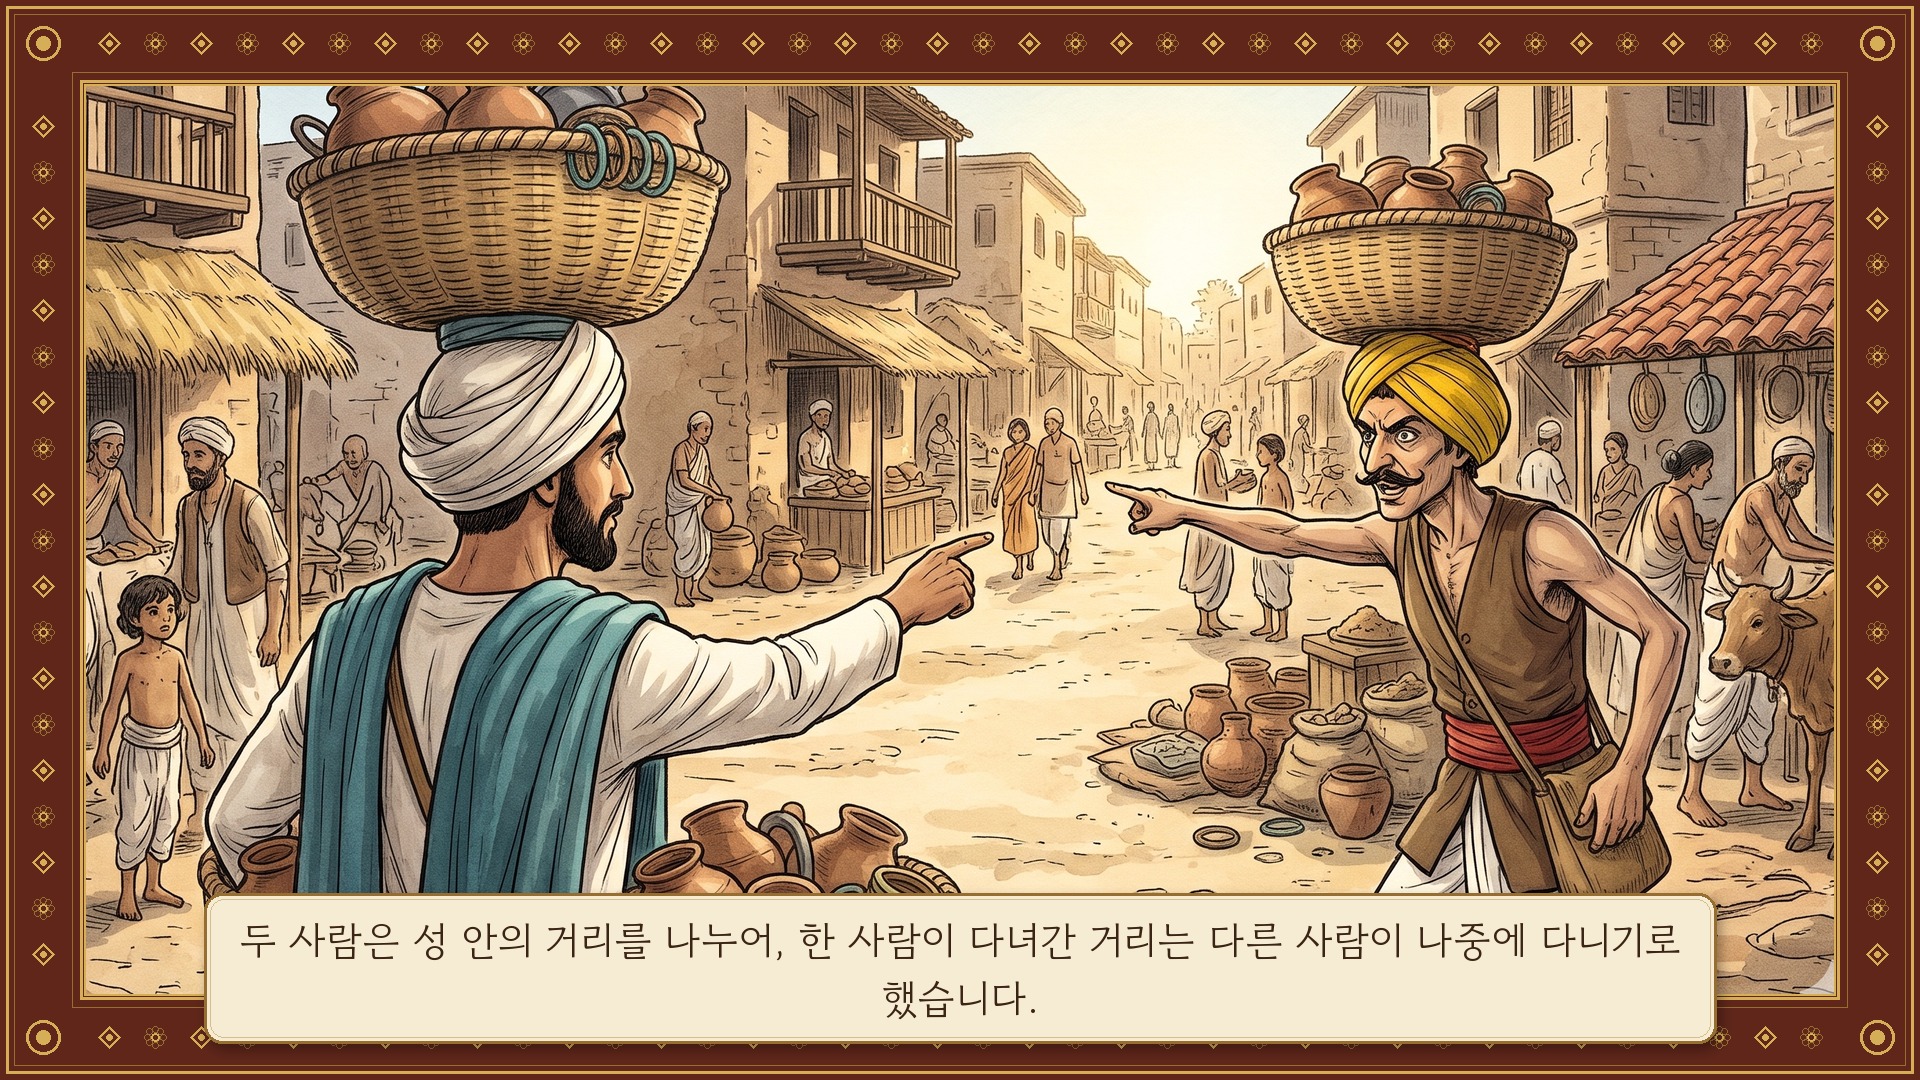 두 사람은 성 안의 거리를 나누어, 한 사람이 다녀간 거리는 다른 사람이 나중에 다니기로
했습니다.